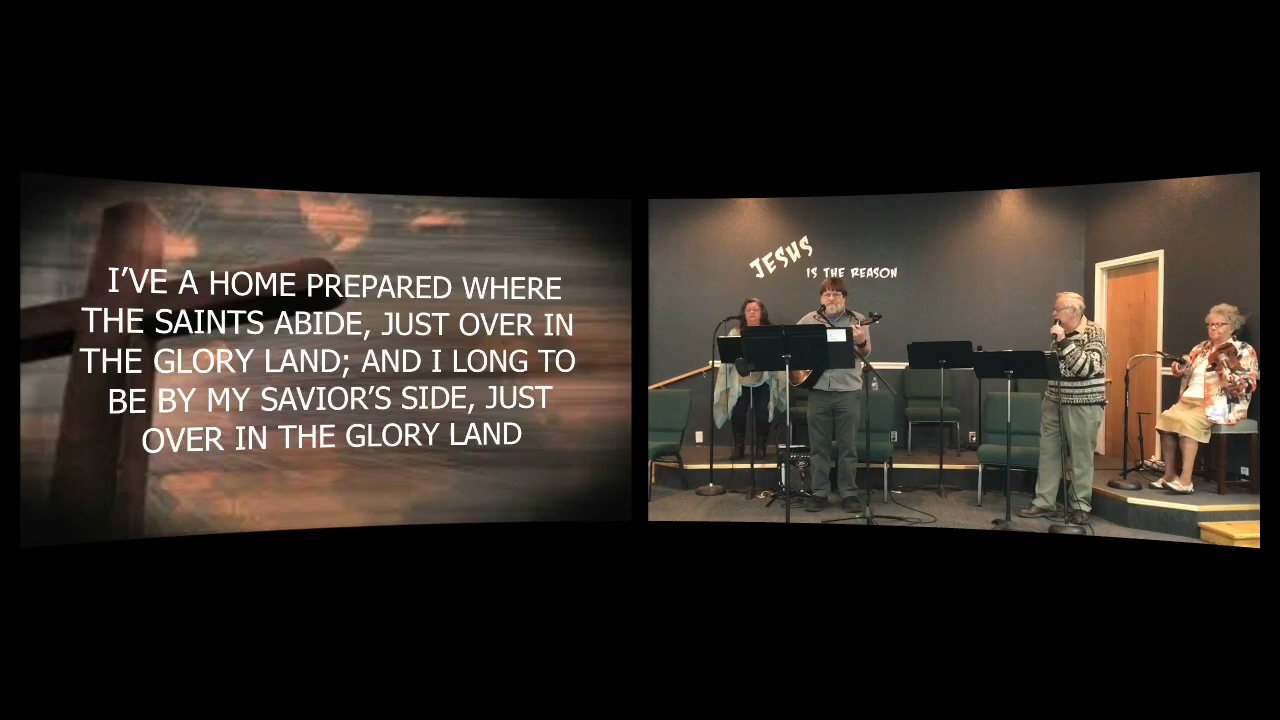 I’VE A HOME PREPARED WHERE
THE SAINTS ABIDE, JUST OVER IN
THE GLORY LAND; AND I LONG TO
BE BY MY SAVIOR’S SIDE, JUST
OVER IN THE GLORY LAND
JESUS
IS THE REASON